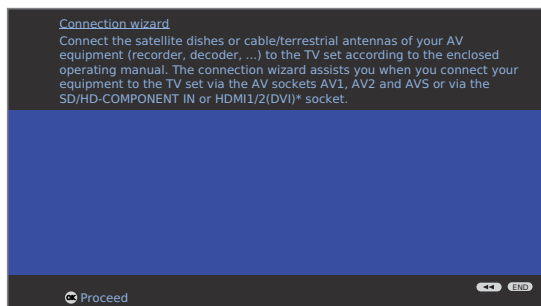 Connection wizard
Connect the satellite dishes or cable/terrestrial antennas of your AV
equipment (recorder, decoder, ...) to the TV set according to the enclosed
operating manual. The connection wizard assists you when you connect your
equipment to the TV set via the AV sockets AV1, AV2 and AVS or via the
SD/HD-COMPONENT IN or HDMI1/2(DVI)* socket.
END
OK Proceed